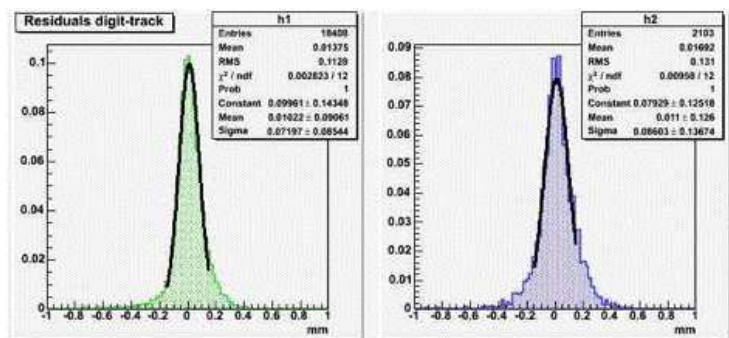 Residuals digit-track
h1
Entries 18408
Mean 0.01375
RMS 0.1128
χ² / ndf 0.002823 / 12
Prob 1
Constant 0.09961 ± 0.14348
Mean 0.01022 ± 0.09061
Sigma 0.07197 ± 0.08544
0.1
0.08
0.06
0.04
0.02
0
-1 -0.8 -0.6 -0.4 -0.2 0 0.2 0.4 0.6 0.8 1
mm
h2
Entries 2103
Mean 0.01692
RMS 0.131
χ² / ndf 0.00958 / 12
Prob 1
Constant 0.07929 ± 0.12518
Mean 0.011 ± 0.126
Sigma 0.08603 ± 0.13674
0.09
0.08
0.07
0.06
0.05
0.04
0.03
0.02
0.01
0
-1 -0.8 -0.6 -0.4 -0.2 0 0.2 0.4 0.6 0.8 1
mm